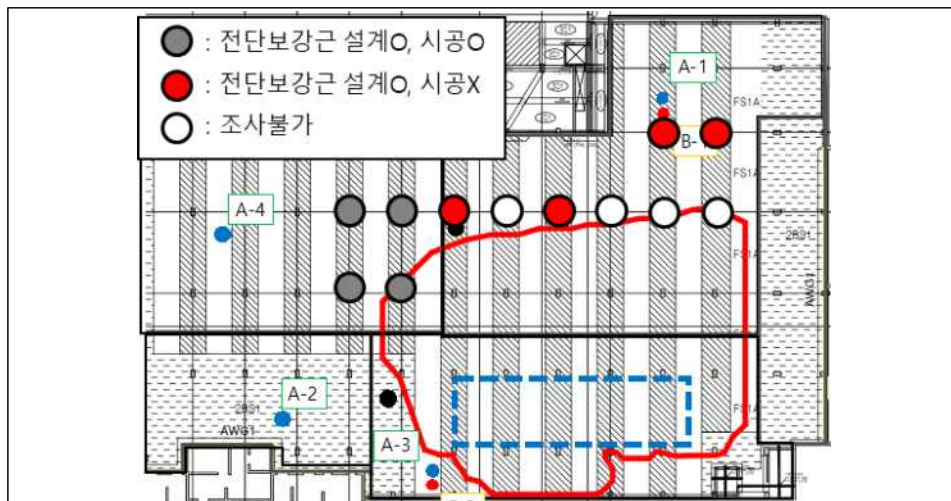 : 전단보강근 설계O, 시공O
: 전단보강근 설계O, 시공X
: 조사불가
A-1
FS1A
B-1
FS1A
A-4
2BS1
FS1A
AWG1
A-2
2BS1
FS1A
AWG1
A-3